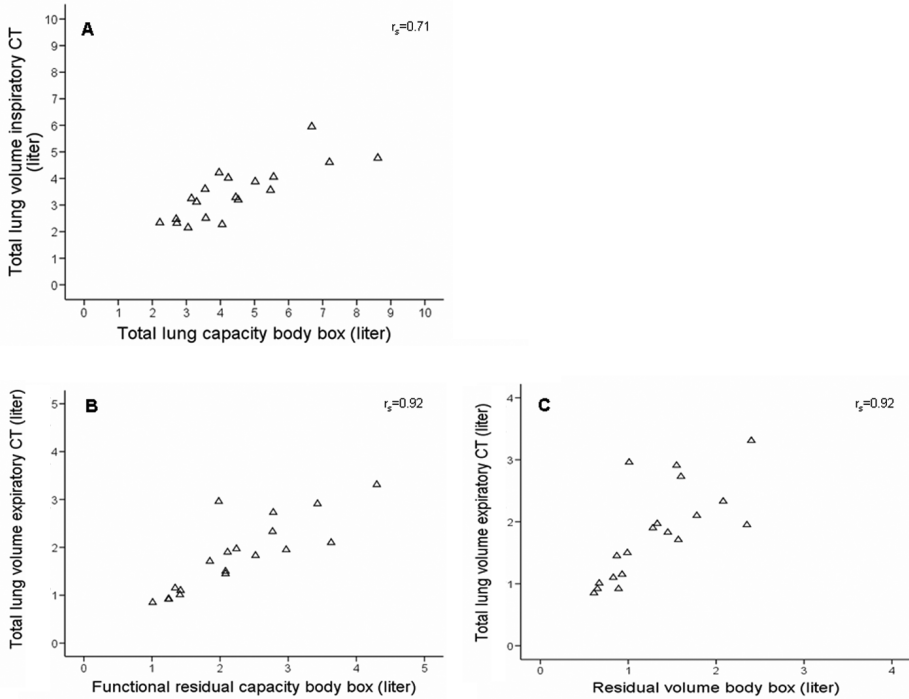 A
r_s=0.71
Total lung volume inspiratory CT
(liter)
10
9
8
7
6
5
4
3
2
1
0
0 1 2 3 4 5 6 7 8 9 10
Total lung capacity body box (liter)
B
r_s=0.92
Total lung volume expiratory CT (liter)
5
4
3
2
1
0
0 1 2 3 4 5
Functional residual capacity body box (liter)
C
r_s=0.92
Total lung volume expiratory CT (liter)
4
3
2
1
0
0 1 2 3 4
Residual volume body box (liter)